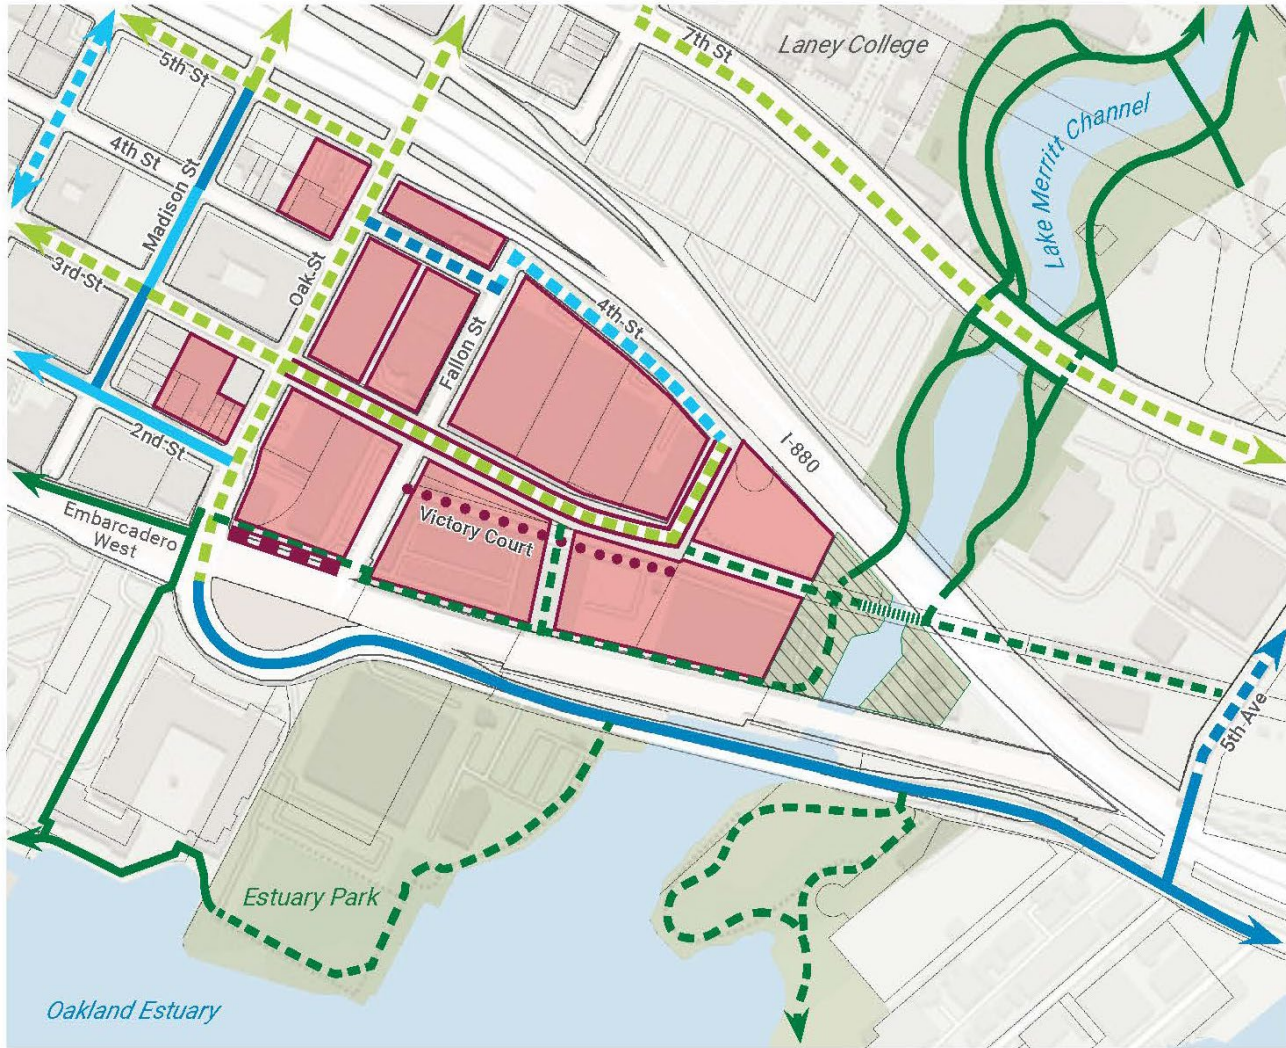 7th St
Laney College
5th St
4th St
Lake Merritt Channel
Madison St
3rd St
Oak St
4th St
Fallon St
2nd St
I-880
Embarcadero
West
Victory Court
5th Ave
Estuary Park
Oakland Estuary